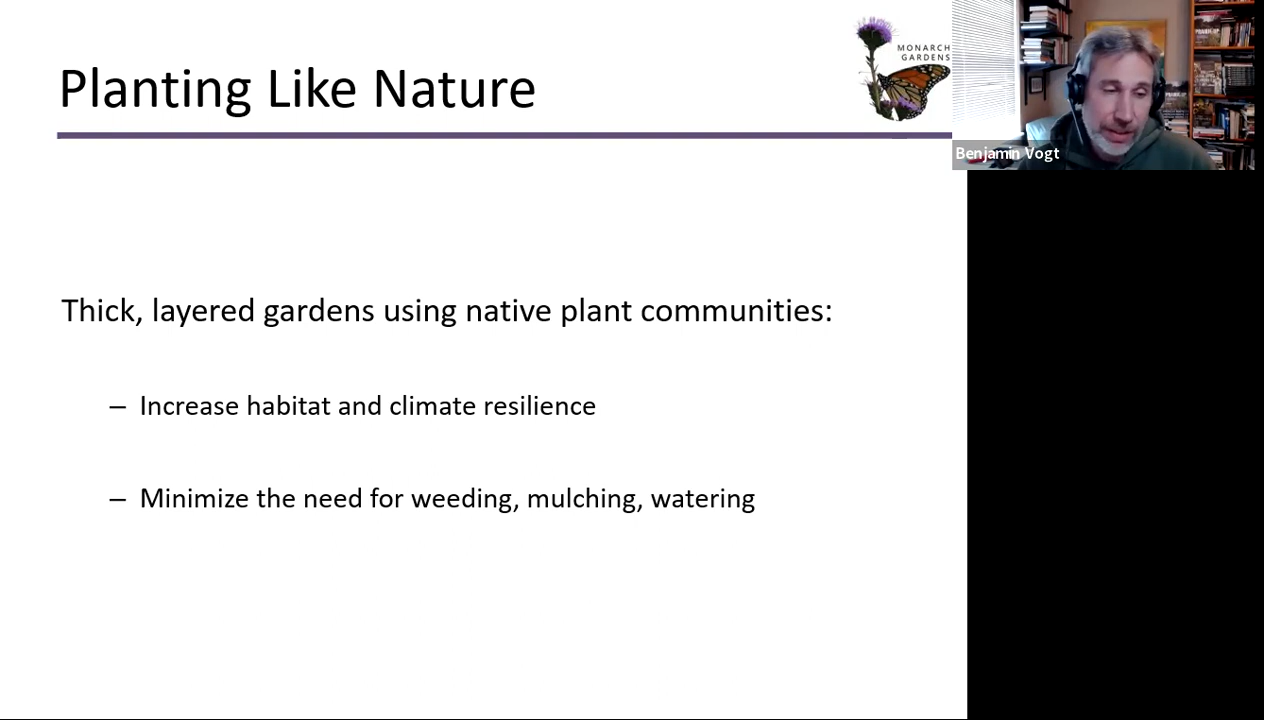 Planting Like Nature
MONARCH
GARDENS
Benjamin Vogt
Thick, layered gardens using native plant communities:
– Increase habitat and climate resilience
– Minimize the need for weeding, mulching, watering